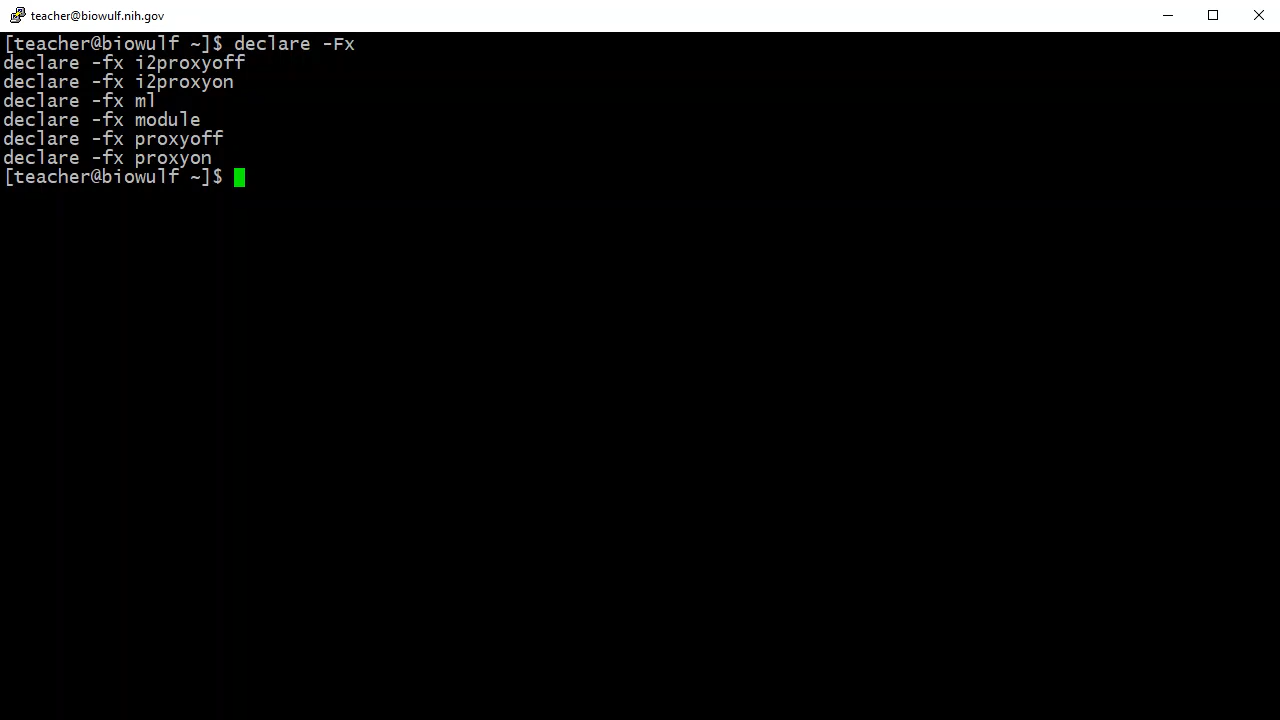 teacher@biowulf.nih.gov
[teacher@biowulf ~]$ declare -Fx
declare -fx i2proxyoff
declare -fx i2proxyon
declare -fx ml
declare -fx module
declare -fx proxyoff
declare -fx proxyon
[teacher@biowulf ~]$